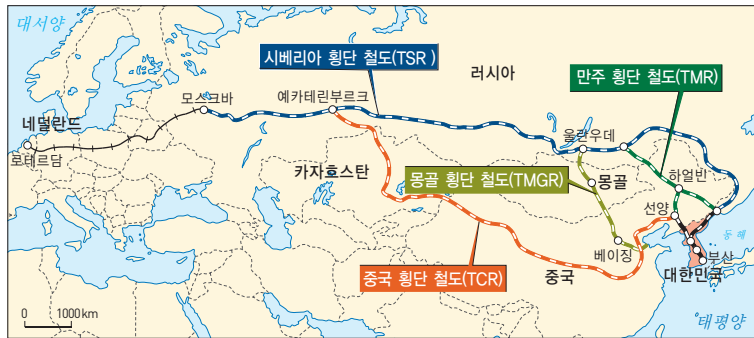 대서양
시베리아 횡단 철도(TSR )
러시아
만주 횡단 철도(TMR)
모스크바
예카테린부르크
네덜란드
로테르담
울란우데
카자흐스탄
몽골 횡단 철도(TMGR)
몽골
하얼빈
선양
동해
베이징
부산
중국 횡단 철도(TCR)
중국
대한민국
0 1000 km
태평양